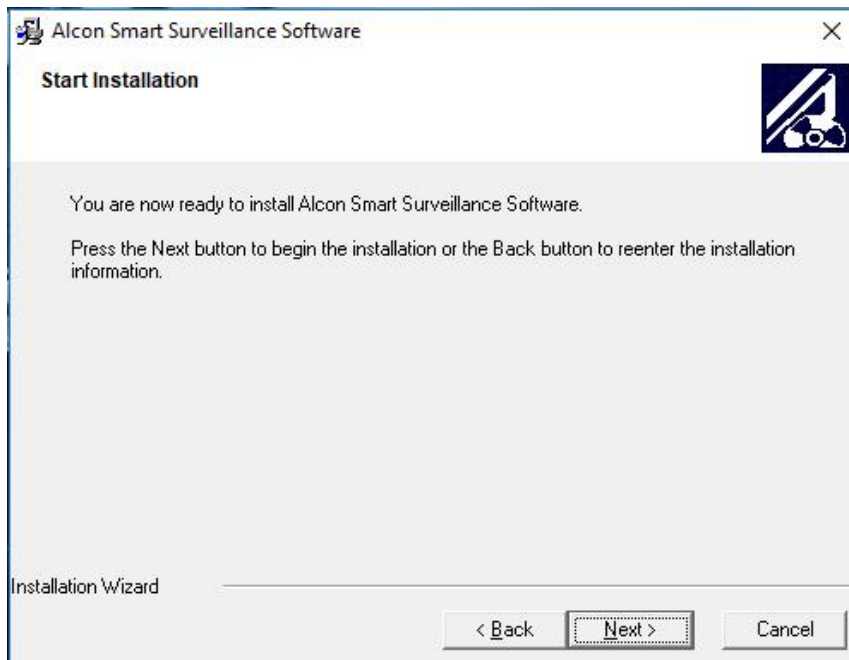 Alcon Smart Surveillance Software
Start Installation
You are now ready to install Alcon Smart Surveillance Software.
Press the Next button to begin the installation or the Back button to reenter the installation
information.
Installation Wizard
< Back
Next >
Cancel